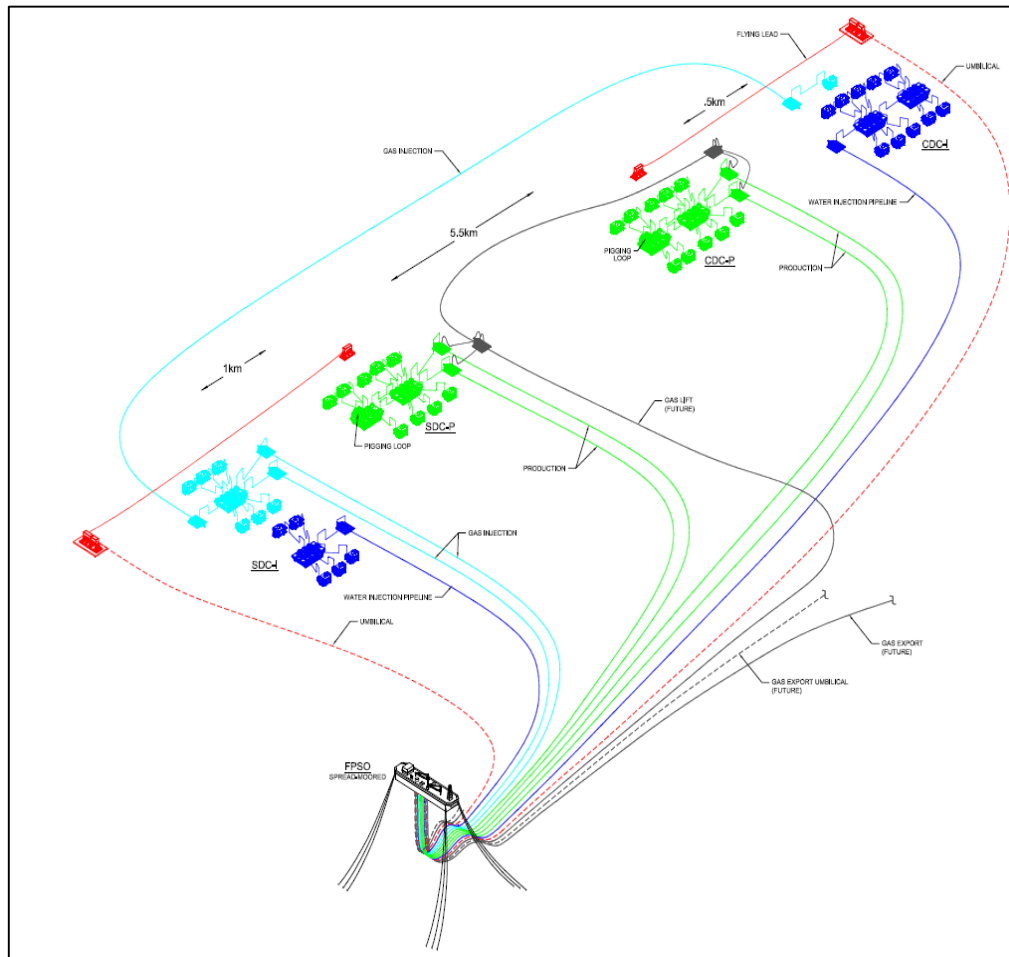 FLYING LEAD
UMBILICAL
.5km
GAS INJECTION
CDC-I
WATER INJECTION PIPELINE
5.5km
PIGGING
LOOP
CDC-P
PRODUCTION
1km
GAS LIFT
(FUTURE)
SDC-P
PIGGING LOOP
PRODUCTION
GAS INJECTION
SDC-I
WATER INJECTION PIPELINE
UMBILICAL
GAS EXPORT
(FUTURE)
GAS EXPORT UMBILICAL
(FUTURE)
FPSO
SPREAD-MOORED